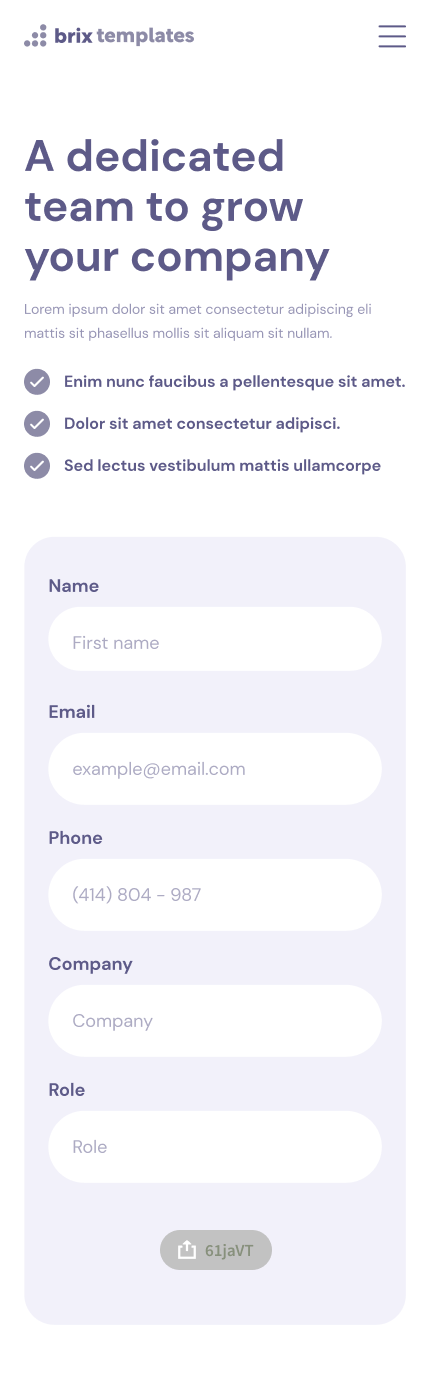 brix templates
A dedicated
team to grow
your company
Lorem ipsum dolor sit amet consectetur adipiscing eli
mattis sit phasellus mollis sit aliquam sit nullam.
Enim nunc faucibus a pellentesque sit amet.
Dolor sit amet consectetur adipisci.
Sed lectus vestibulum mattis ullamcorpe
Name
First name
Email
example@email.com
Phone
(414) 804 - 987
Company
Company
Role
Role
61jaVT